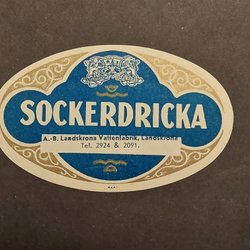 SOCKERDRICKA
A.-B. Landskrona Vattenfabrik, Landskrona
Tel. 2924 & 2091.